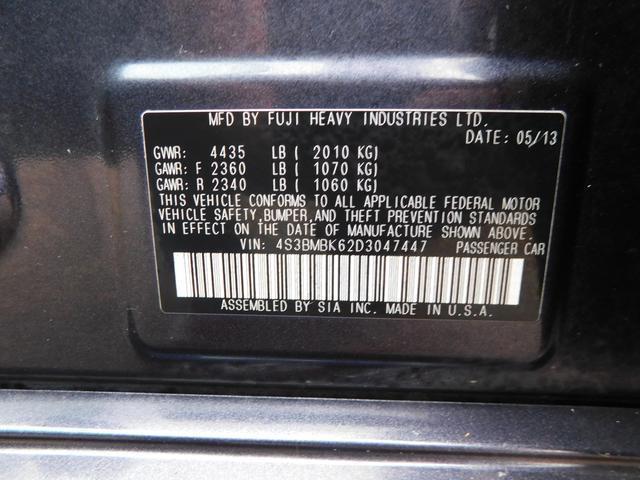 MFD BY FUJI HEAVY INDUSTRIES LTD.
DATE: 05/13
GVWR: 4435 LB ( 2010 KG)
GAWR: F 2360 LB ( 1070 KG)
GAWR: R 2340 LB ( 1060 KG)
THIS VEHICLE CONFORMS TO ALL APPLICABLE FEDERAL MOTOR
VEHICLE SAFETY,BUMPER,AND THEFT PREVENTION STANDARDS
IN EFFECT ON THE DATE OF MANUFACTURE SHOWN ABOVE.
VIN: 4S3BMBK62D3047447 PASSENGER CAR
ASSEMBLED BY SIA INC. MADE IN U.S.A.